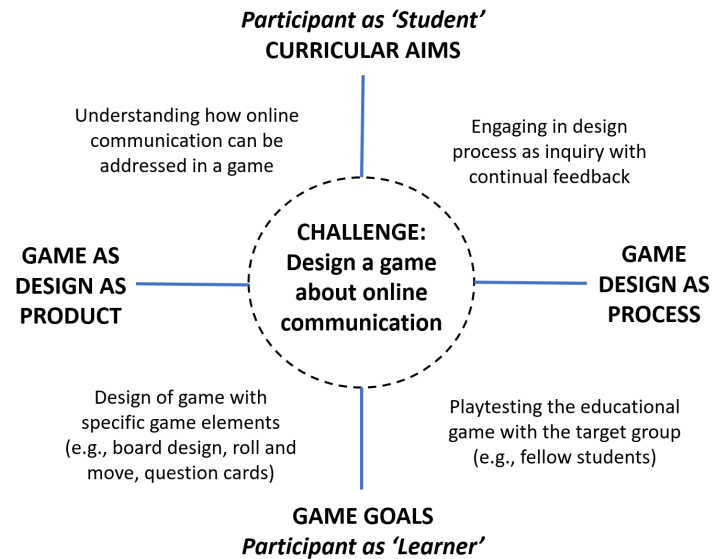 Participant as ‘Student’
CURRICULAR AIMS
Understanding how online
communication can be
addressed in a game
Engaging in design
process as inquiry with
continual feedback
GAME AS
DESIGN AS
PRODUCT
CHALLENGE:
Design a game
about online
communication
GAME
DESIGN AS
PROCESS
Design of game with
specific game elements
(e.g., board design, roll and
move, question cards)
Playtesting the educational
game with the target group
(e.g., fellow students)
GAME GOALS
Participant as ‘Learner’